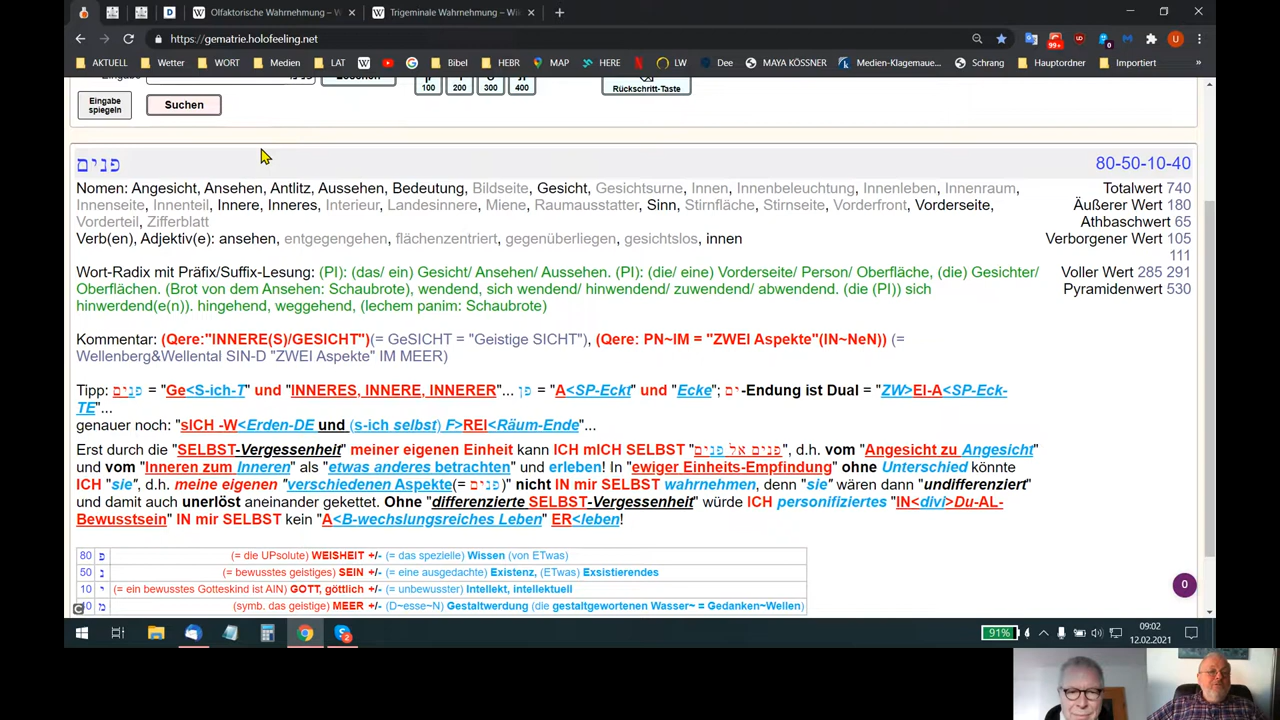 Olfaktorische Wahrnehmung – W
Trigeminale Wahrnehmung – Wi
https://gematrie.holofeeling.net
99+
0
U
AKTUELL Wetter WORT Medien LAT G Bibel HEBR MAP HERE LW Dee MAYA KÖSSNER Medien-Klagemaue... Schrang Hauptordner Importiert »
100 200 300 400
Rückschritt-Taste
Eingabe
spiegeln
Suchen
פנים 80-50-10-40
Nomen: Angesicht, Ansehen, Antlitz, Aussehen, Bedeutung, Bildseite, Gesicht, Gesichtsurne, Innen, Innenbeleuchtung, Innenleben, Innenraum, Totalwert 740
Innenseite, Innenteil, Innere, Inneres, Interieur, Landesinnere, Miene, Raumausstatter, Sinn, Stirnfläche, Stirnseite, Vorderfront, Vorderseite, Äußerer Wert 180
Vorderteil, Zifferblatt Athbaschwert 65
Verb(en), Adjektiv(e): ansehen, entgegengehen, flächenzentriert, gegenüberliegen, gesichtslos, innen Verborgener Wert 105
111
Wort-Radix mit Präfix/Suffix-Lesung: (PI): (das/ ein) Gesicht/ Ansehen/ Aussehen. (PI): (die/ eine) Vorderseite/ Person/ Oberfläche, (die) Gesichter/ Voller Wert 285 291
Oberflächen. (Brot von dem Ansehen: Schaubrote), wendend, sich wendend/ hinwendend/ zuwendend/ abwendend. (die (PI)) sich Pyramidenwert 530
hinwerdend(e(n)). hingehend, weggehend, (lechem panim: Schaubrote)
Kommentar: (Qere:"INNERE(S)/GESICHT")(= GeSICHT = "Geistige SICHT"), (Qere: PN~IM = "ZWEI Aspekte"(IN~NeN)) (=
Wellenberg&Wellental SIN-D "ZWEI Aspekte" IM MEER)
Tipp: פנים = "Ge<S-ich-T" und "INNERES, INNERE, INNERER"... פן = "A<SP-Eckt" und "Ecke"; ים-Endung ist Dual = "ZW>EI-A<SP-Eck-
TE"...
genauer noch: "sICH -W<Erden-DE und (s-ich selbst) F>REI<Räum-Ende"...
Erst durch die "SELBST-Vergessenheit" meiner eigenen Einheit kann ICH mICH SELBST "פנים אל פנים", d.h. vom "Angesicht zu Angesicht"
und vom "Inneren zum Inneren" als "etwas anderes betrachten" und erleben! In "ewiger Einheits-Empfindung" ohne Unterschied könnte
ICH "sie", d.h. meine eigenen "verschiedenen Aspekte(= פנים)" nicht IN mir SELBST wahrnehmen, denn "sie" wären dann "undifferenziert"
und damit auch unerlöst aneinander gekettet. Ohne "differenzierte SELBST-Vergessenheit" würde ICH personifiziertes "IN<divi>Du-AL-
Bewusstsein" IN mir SELBST kein "A<B-wechslungsreiches Leben" ER<leben!
80 פ (= die UPsolute) WEISHEIT +/- (= das spezielle) Wissen (von ETwas)
50 נ (= bewusstes geistiges) SEIN +/- (= eine ausgedachte) Existenz, (ETwas) Exsistierendes
10 י (= ein bewusstes Gotteskind ist AIN) GOTT, göttlich +/- (= unbewusster) Intellekt, intellektuell
40 מ (symb. das geistige) MEER +/- (D~esse~N) Gestaltwerdung (die gestaltgewortenen Wasser~ = Gedanken~Wellen)
0
91%
09:02
12.02.2021